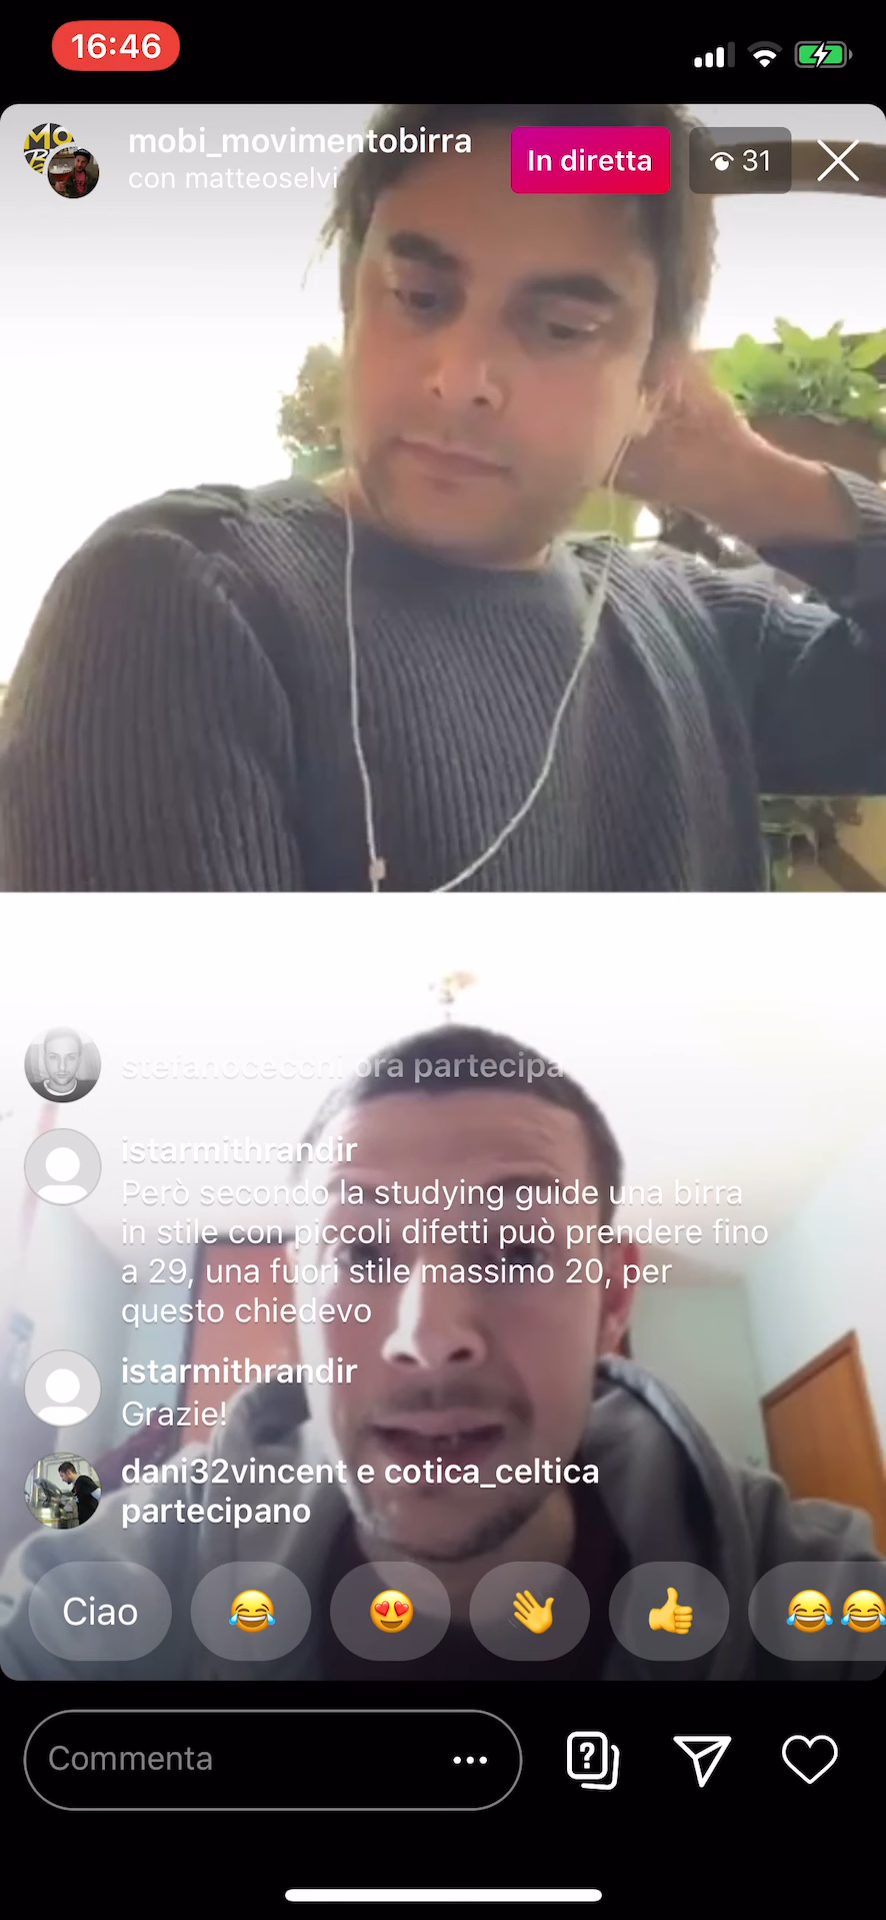 16:46
mobi_movimentobirra
con matteoselvi
In diretta
31
MO
stefanocecchi ora partecipa
istarmithrandir
Però secondo la studying guide una birra
in stile con piccoli difetti può prendere fino
a 29, una fuori stile massimo 20, per
questo chiedevo
istarmithrandir
Grazie!
dani32vincent e cotica_celtica
partecipano
Ciao
Commenta